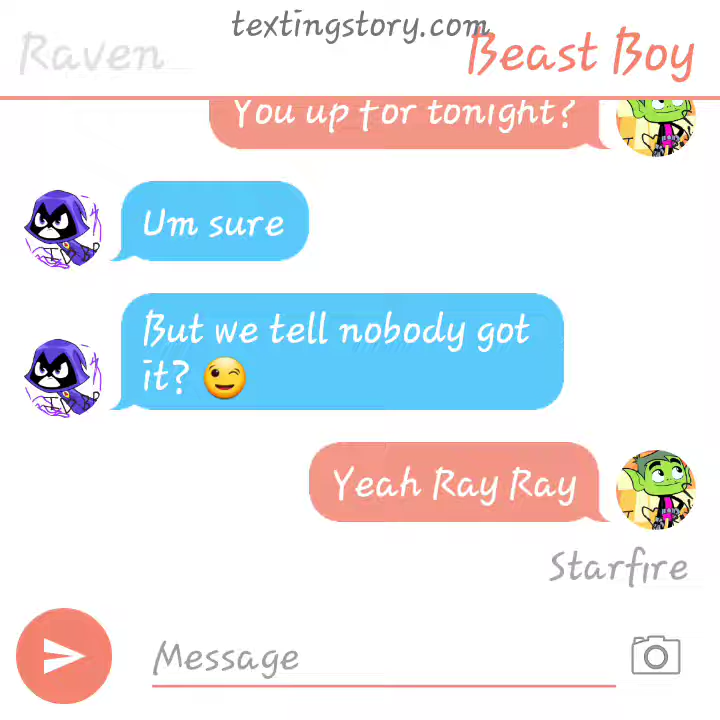 textingstory.com
Raven
Beast Boy
You up for tonight?
Um sure
But we tell nobody got
it? 😉
Yeah Ray Ray
Starfire
Message